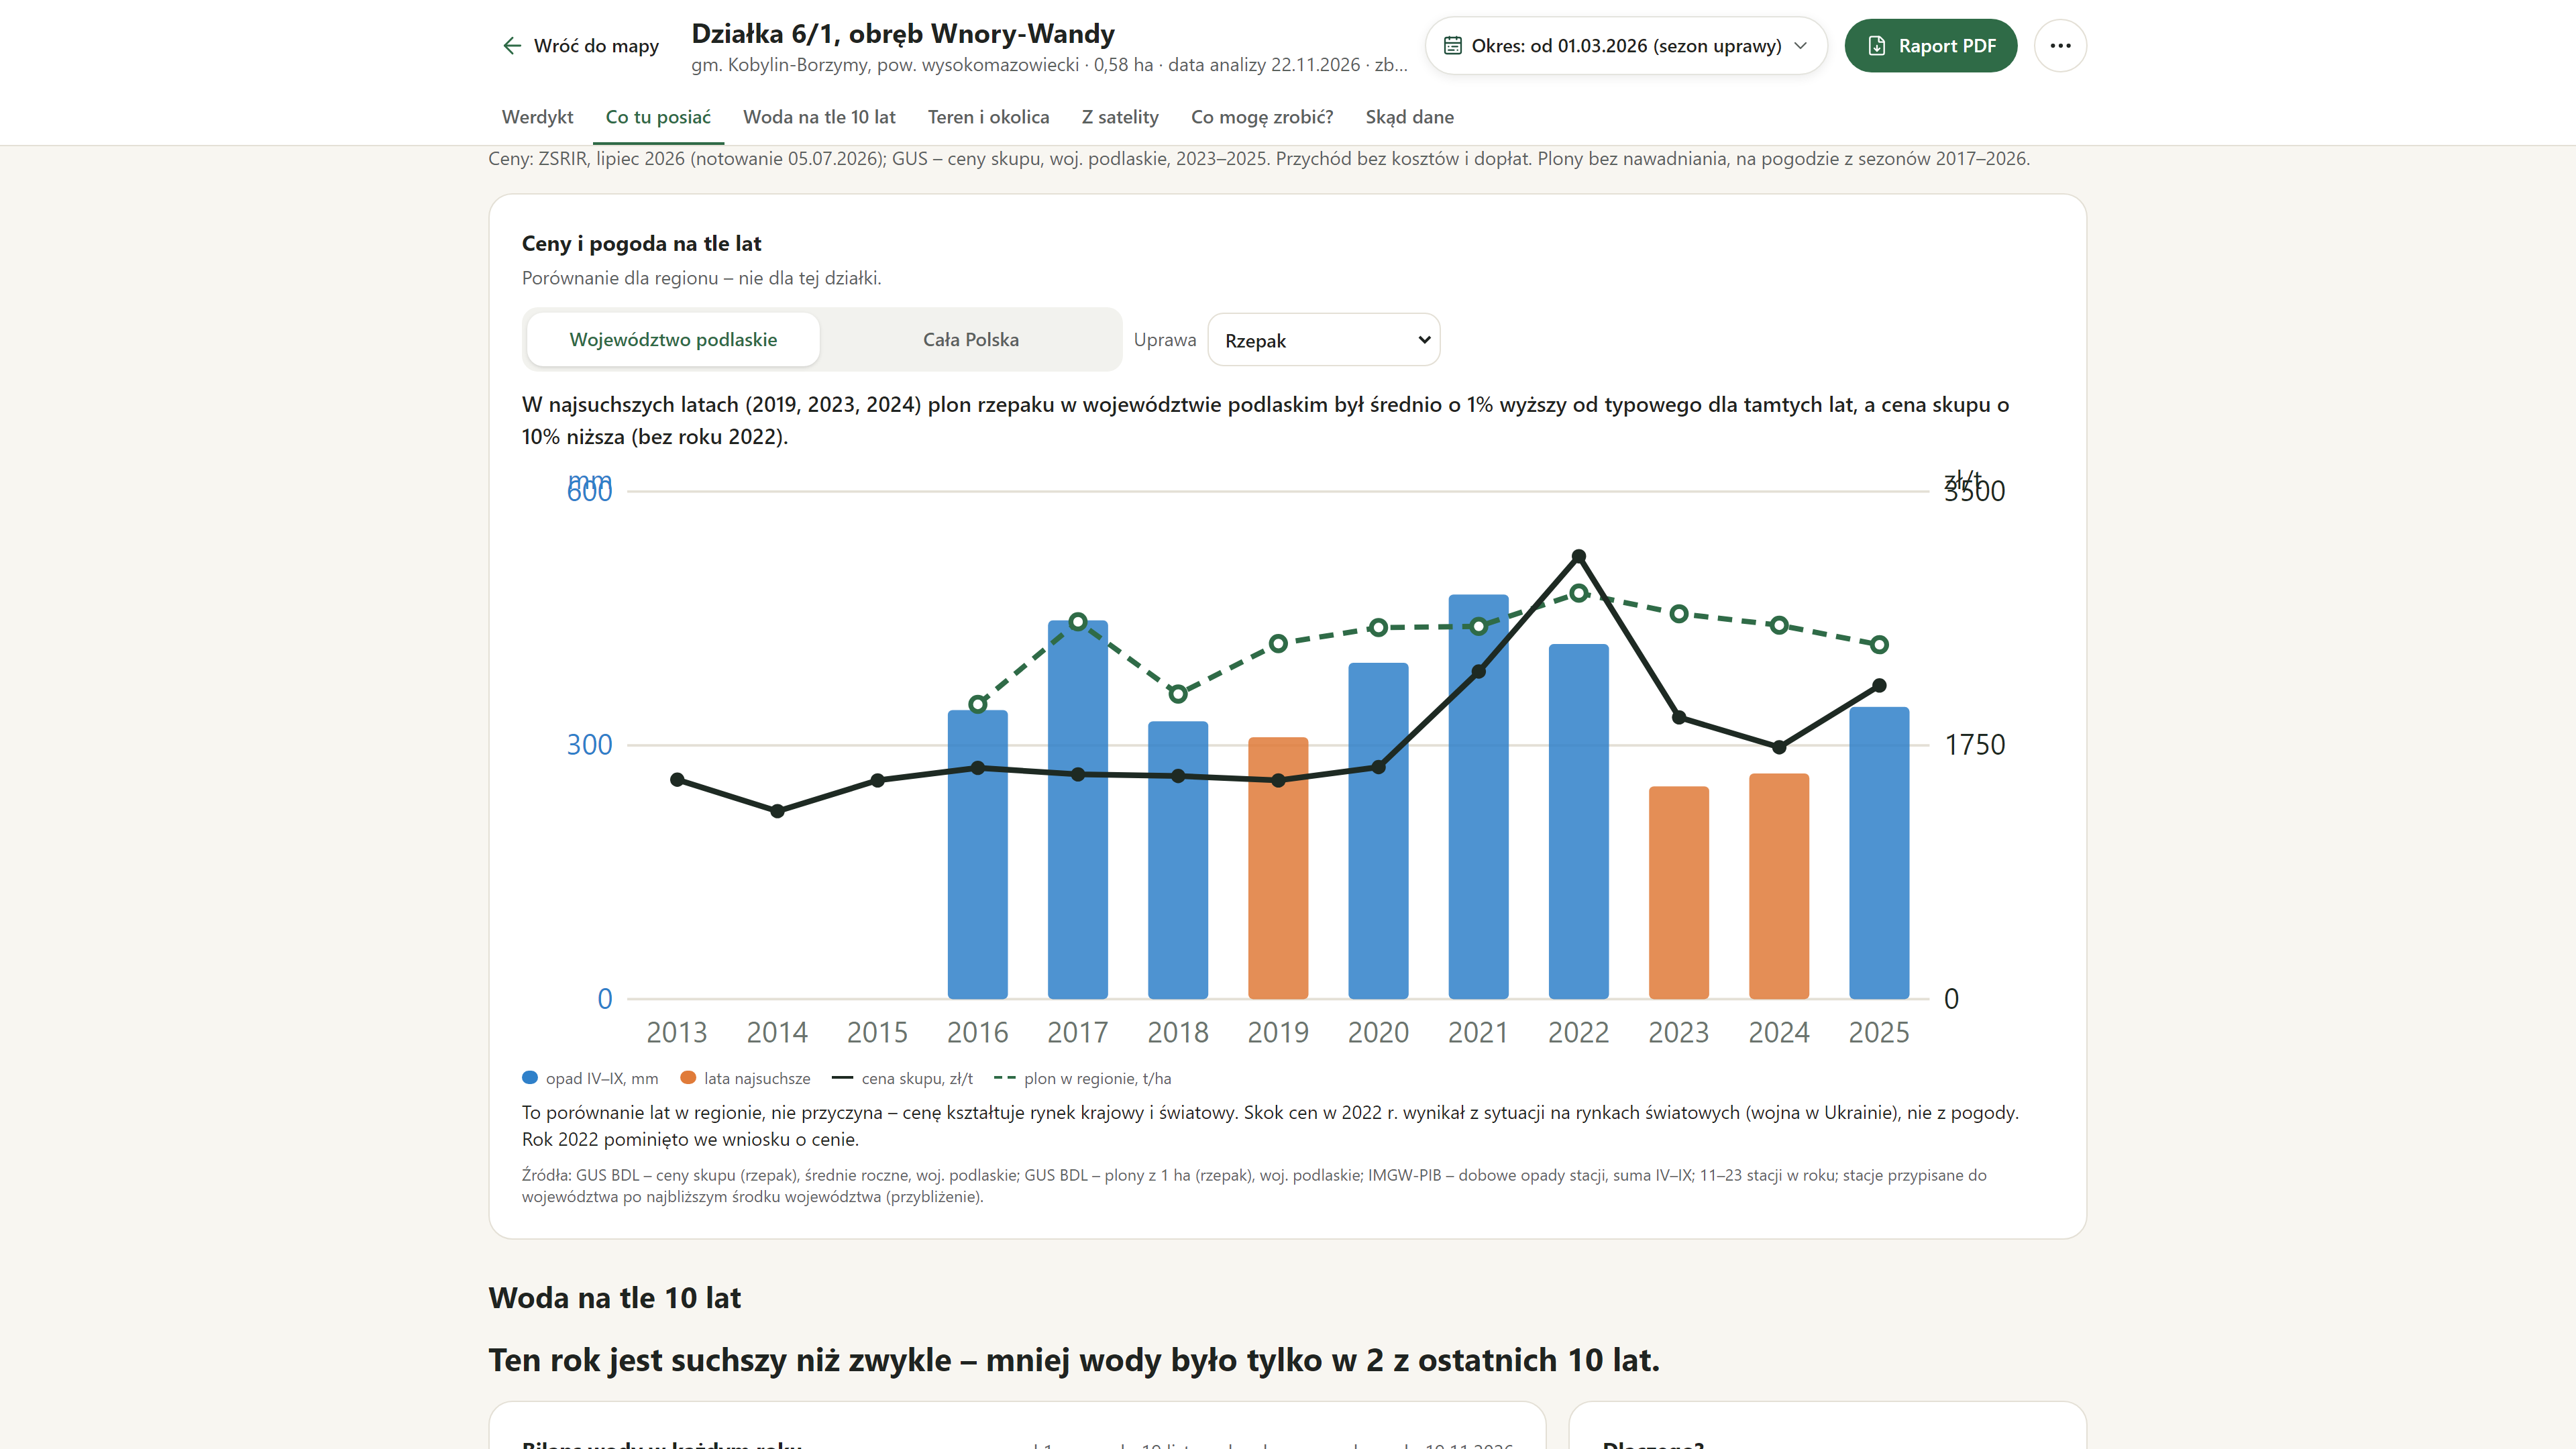 Wróć do mapy
Działka 6/1, obręb Wnory-Wandy
gm. Kobylin-Borzymy, pow. wysokomazowiecki · 0,58 ha · data analizy 22.11.2026 · zb...
Okres: od 01.03.2026 (sezon uprawy)
Raport PDF
Werdykt
Co tu posiać
Woda na tle 10 lat
Teren i okolica
Z satelity
Co mogę zrobić?
Skąd dane
Ceny: ZSRIR, lipiec 2026 (notowanie 05.07.2026); GUS – ceny skupu, woj. podlaskie, 2023–2025. Przychód bez kosztów i dopłat. Plony bez nawadniania, na pogodzie z sezonów 2017–2026.
Ceny i pogoda na tle lat
Porównanie dla regionu – nie dla tej działki.
Województwo podlaskie
Cała Polska
Uprawa
Rzepak
W najsuchszych latach (2019, 2023, 2024) plon rzepaku w województwie podlaskim był średnio o 1% wyższy od typowego dla tamtych lat, a cena skupu o
10% niższa (bez roku 2022).
mm
zł/t
600
3500
300
1750
0
0
2013 2014 2015 2016 2017 2018 2019 2020 2021 2022 2023 2024 2025
opad IV–IX, mm
lata najsuchsze
cena skupu, zł/t
plon w regionie, t/ha
To porównanie lat w regionie, nie przyczyna – cenę kształtuje rynek krajowy i światowy. Skok cen w 2022 r. wynikał z sytuacji na rynkach światowych (wojna w Ukrainie), nie z pogody.
Rok 2022 pominięto we wniosku o cenie.
Źródła: GUS BDL – ceny skupu (rzepak), średnie roczne, woj. podlaskie; GUS BDL – plony z 1 ha (rzepak), woj. podlaskie; IMGW-PIB – dobowe opady stacji, suma IV–IX; 11–23 stacji w roku; stacje przypisane do
województwa po najbliższym środku województwa (przybliżenie).
Woda na tle 10 lat
Ten rok jest suchszy niż zwykle – mniej wody było tylko w 2 z ostatnich 10 lat.
Bilans wody w każdym roku
Dlaczego?